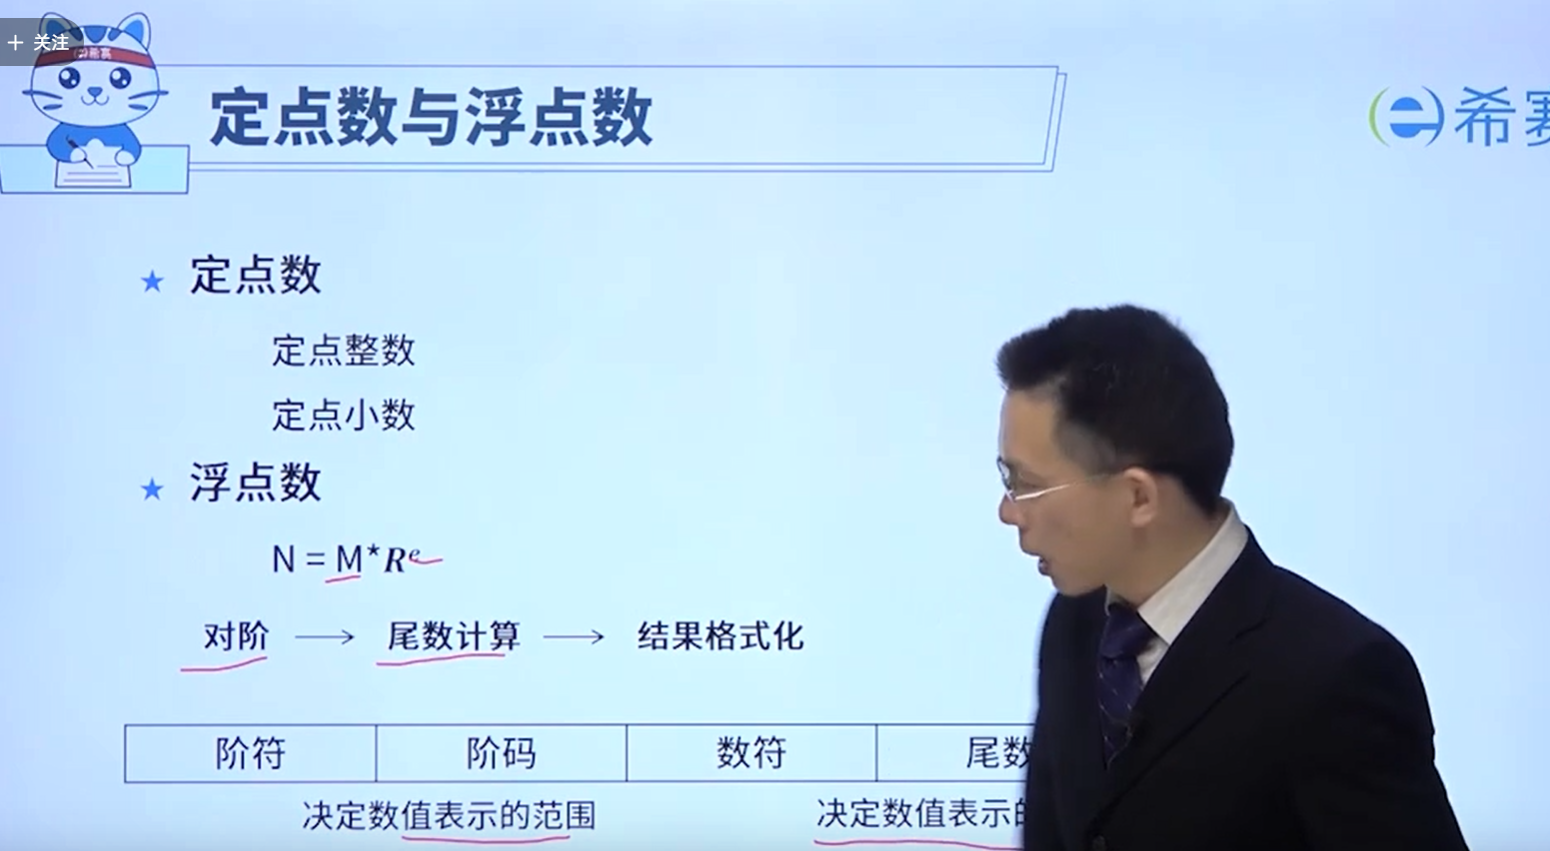 + 关注
希赛
定点数与浮点数
希赛
★ 定点数
定点整数
定点小数
★ 浮点数
N = M*Rᵉ
对阶 → 尾数计算 → 结果格式化
阶符 阶码 数符 尾数
决定数值表示的范围 决定数值表示的